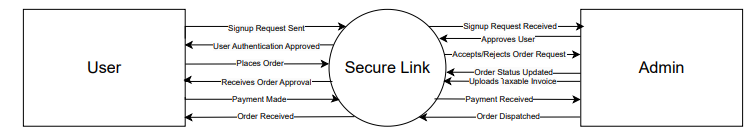 User
Signup Request Sent
User Authentication Approved
Places Order
Receives Order Approval
Payment Made
Order Received
Secure Link
Signup Request Received
Approves User
Accepts/Rejects Order Request
Order Status Updated
Uploads Taxable Invoice
Payment Received
Order Dispatched
Admin